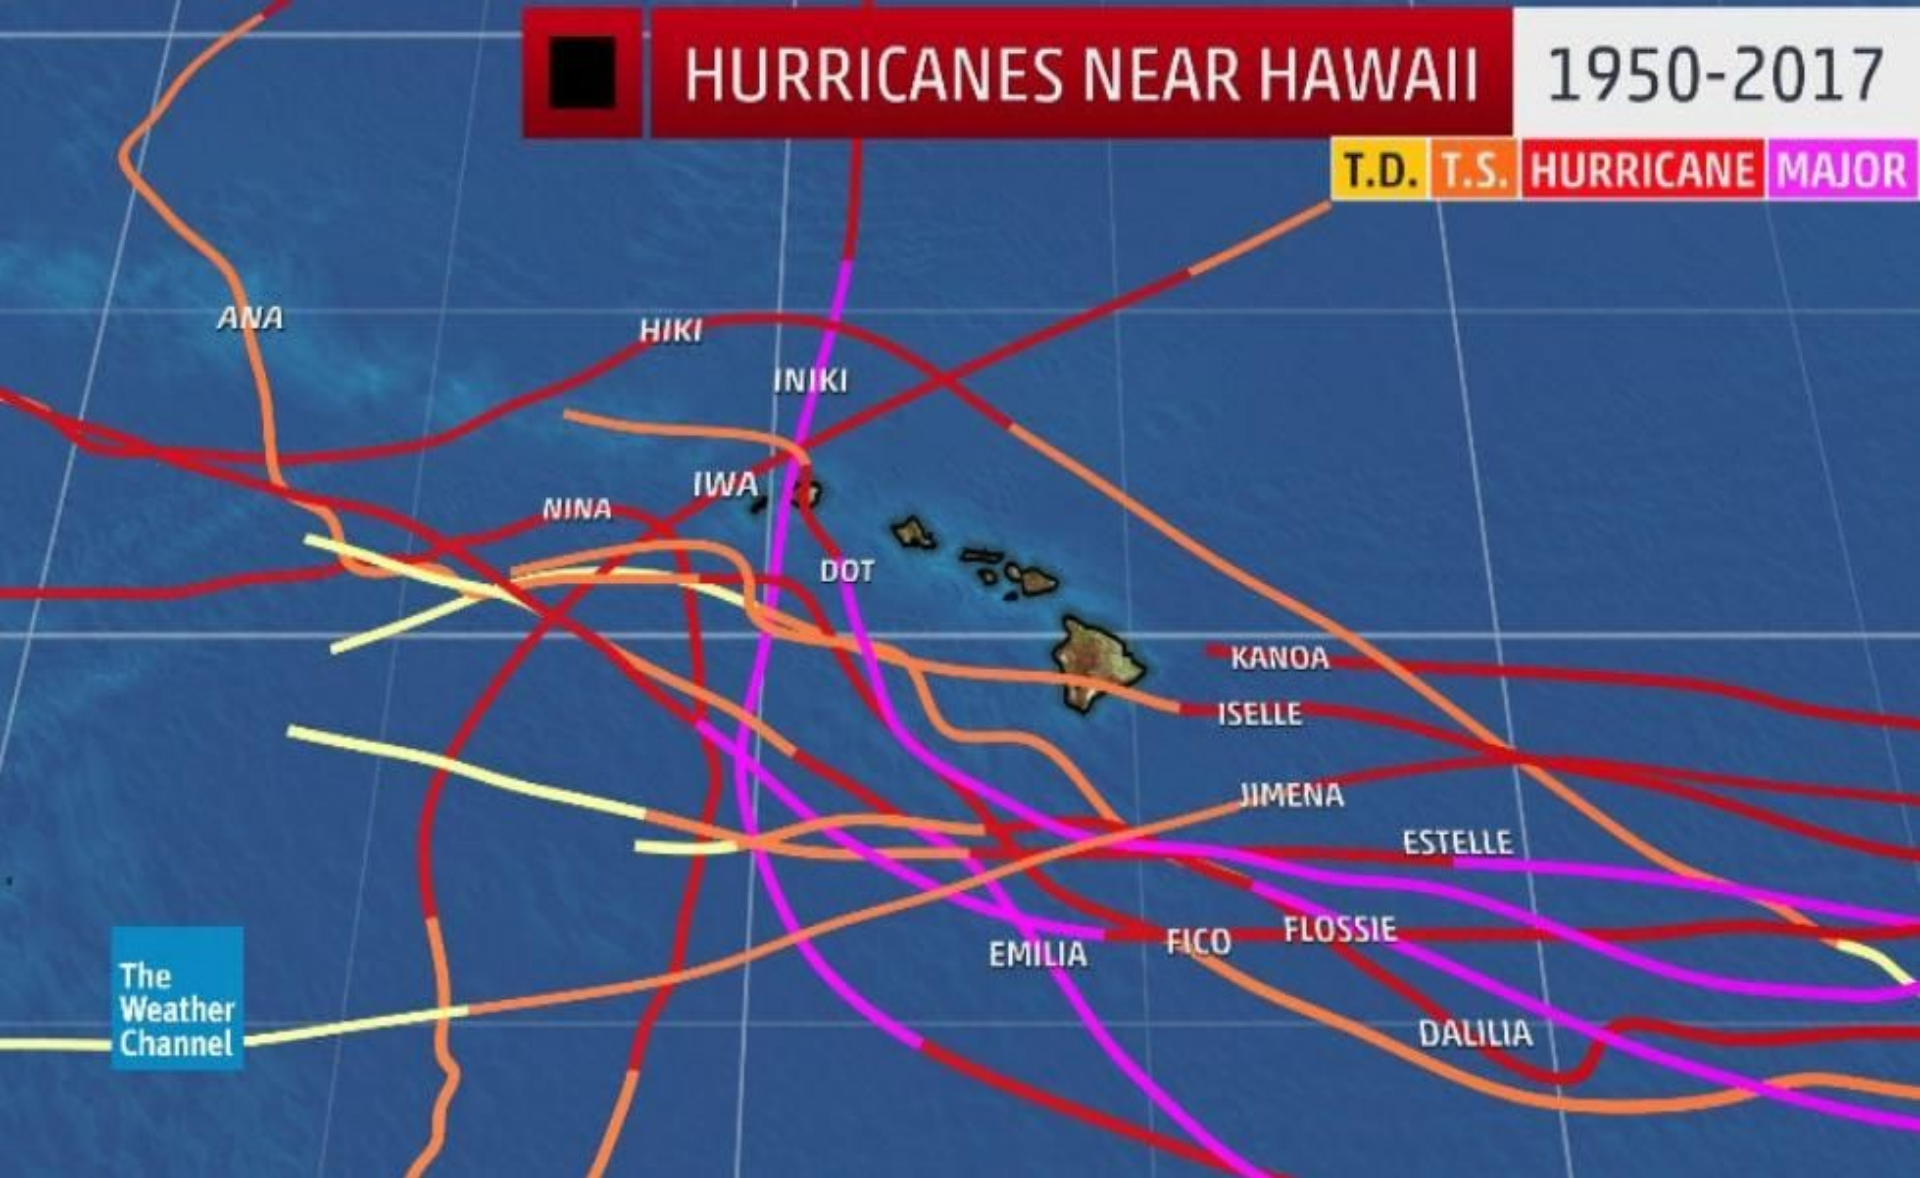 HURRICANES NEAR HAWAII
1950-2017
T.D. T.S. HURRICANE MAJOR
ANA
HIKI
INIKI
IWA
NINA
DOT
KANOA
ISELLE
JIMENA
ESTELLE
FLOSSIE
FICO
EMILIA
DALILIA
The
Weather
Channel